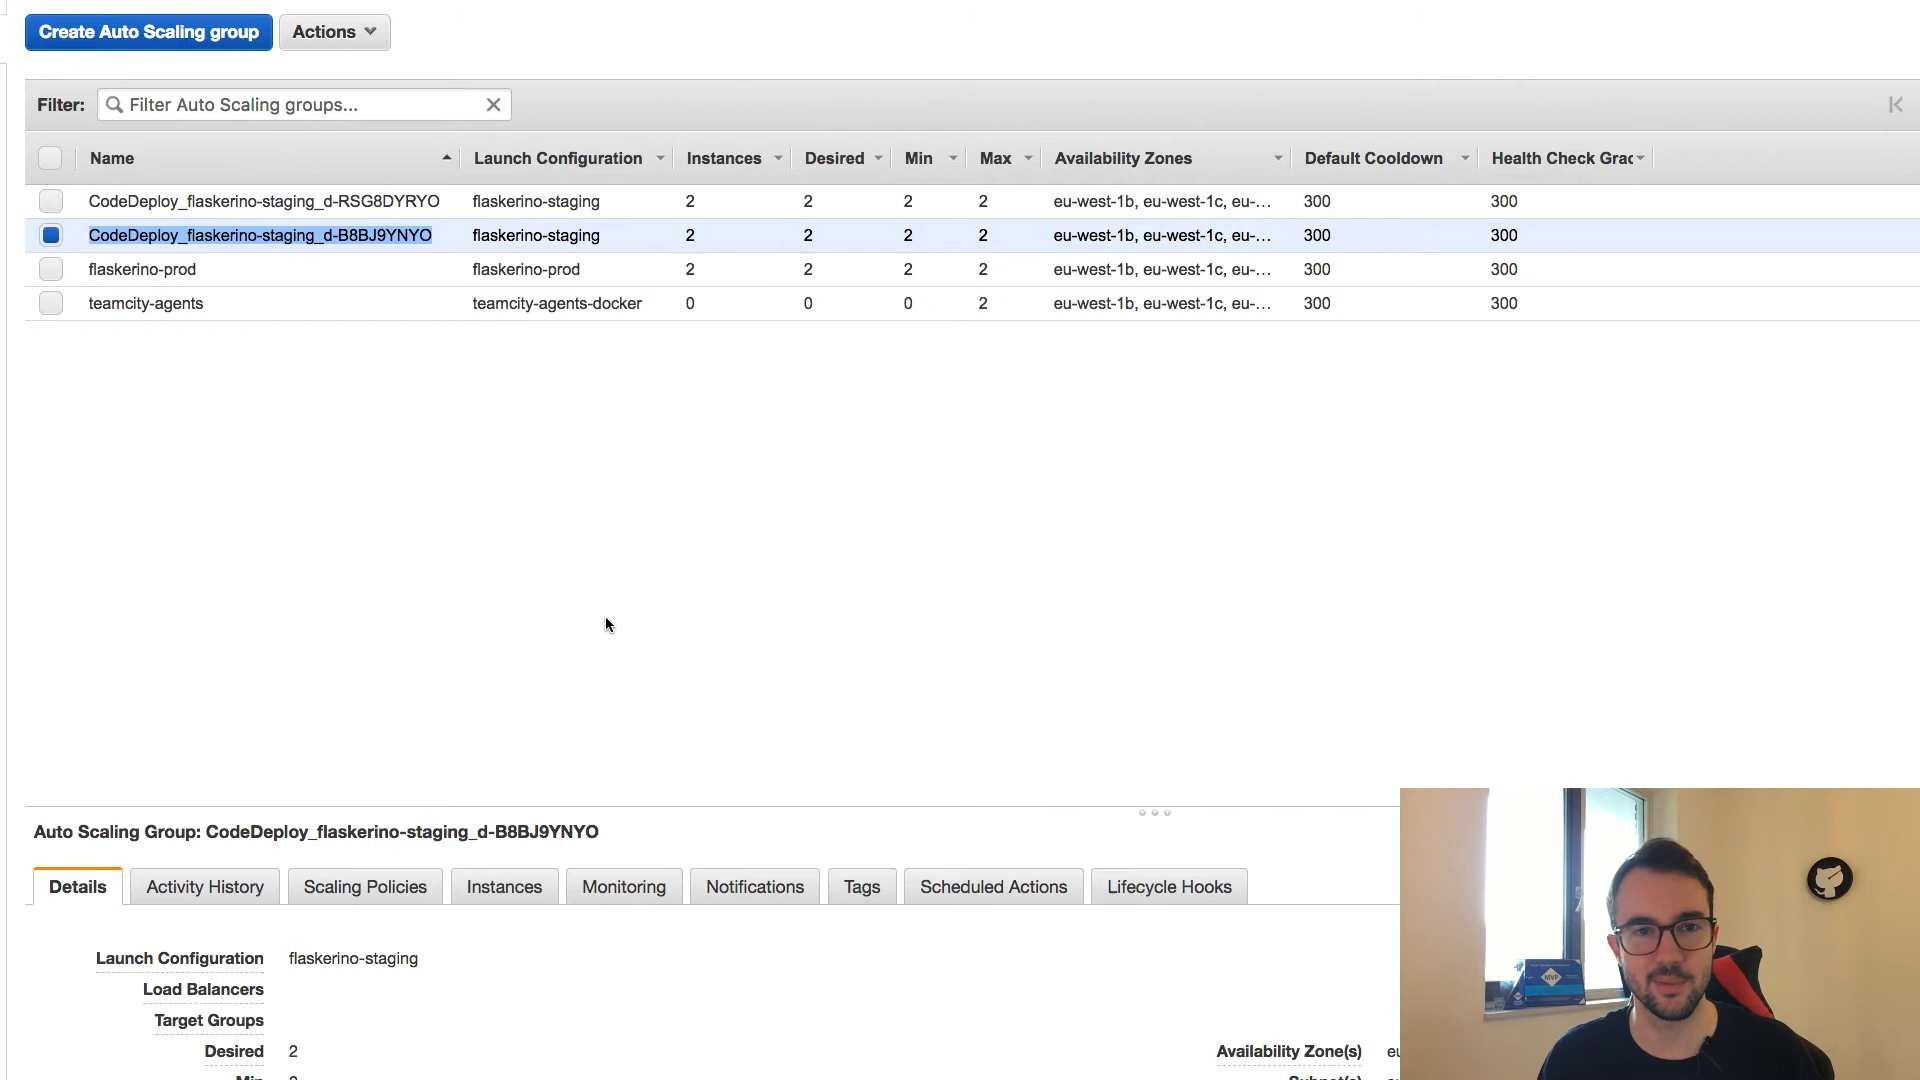 Create Auto Scaling group Actions
Filter: Filter Auto Scaling groups...
Name Launch Configuration Instances Desired Min Max Availability Zones Default Cooldown Health Check Grac
CodeDeploy_flaskerino-staging_d-RSG8DYRYO flaskerino-staging 2 2 2 2 eu-west-1b, eu-west-1c, eu-... 300 300
CodeDeploy_flaskerino-staging_d-B8BJ9YNYO flaskerino-staging 2 2 2 2 eu-west-1b, eu-west-1c, eu-... 300 300
flaskerino-prod flaskerino-prod 2 2 2 2 eu-west-1b, eu-west-1c, eu-... 300 300
teamcity-agents teamcity-agents-docker 0 0 0 2 eu-west-1b, eu-west-1c, eu-... 300 300
Auto Scaling Group: CodeDeploy_flaskerino-staging_d-B8BJ9YNYO
Details Activity History Scaling Policies Instances Monitoring Notifications Tags Scheduled Actions Lifecycle Hooks
Launch Configuration flaskerino-staging
Load Balancers
Target Groups
Desired 2 Availability Zone(s) eu
MVP